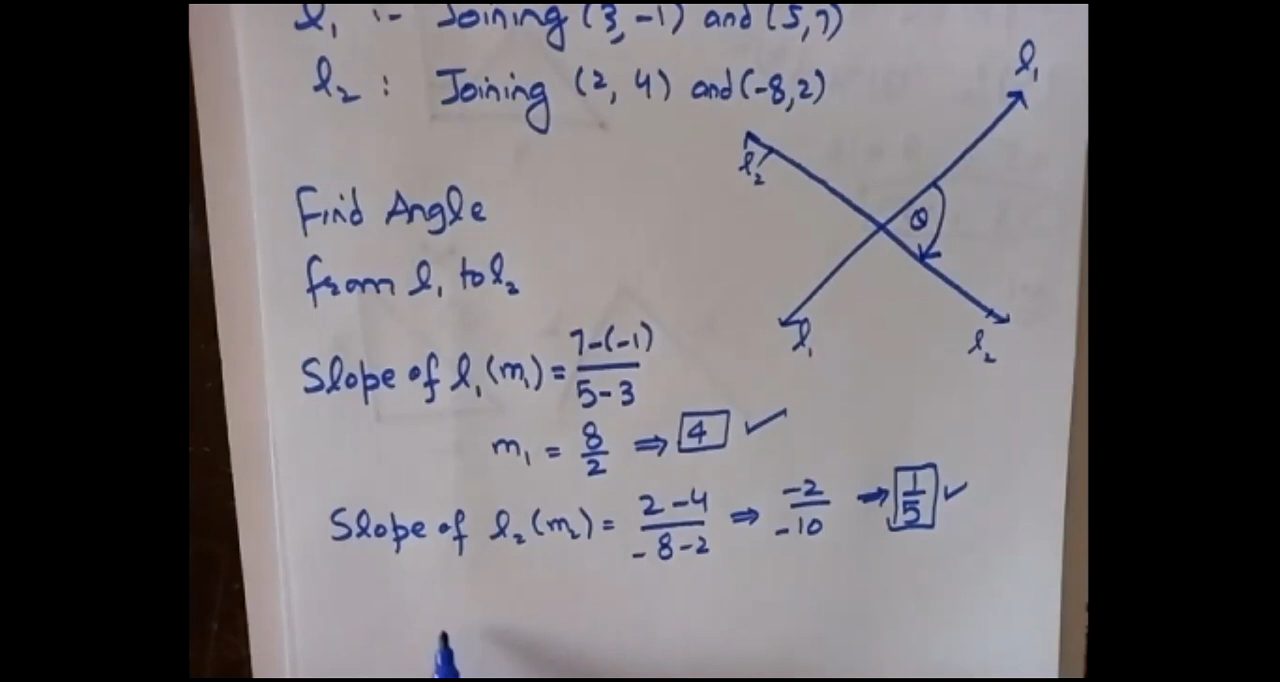 l₁ :- Joining (3, -1) and (5, 7)
l₂ : Joining (2, 4) and (-8, 2)
l₁
l₂
θ
l₁
l₂
Find Angle
from l₁ to l₂
Slope of l₁ (m₁) = 7-(-1) / 5-3
m₁ = 8/2 ⇒ 4 ✓
Slope of l₂ (m₂) = 2-4 / -8-2 ⇒ -2/-10 ⇒ 1/5 ✓